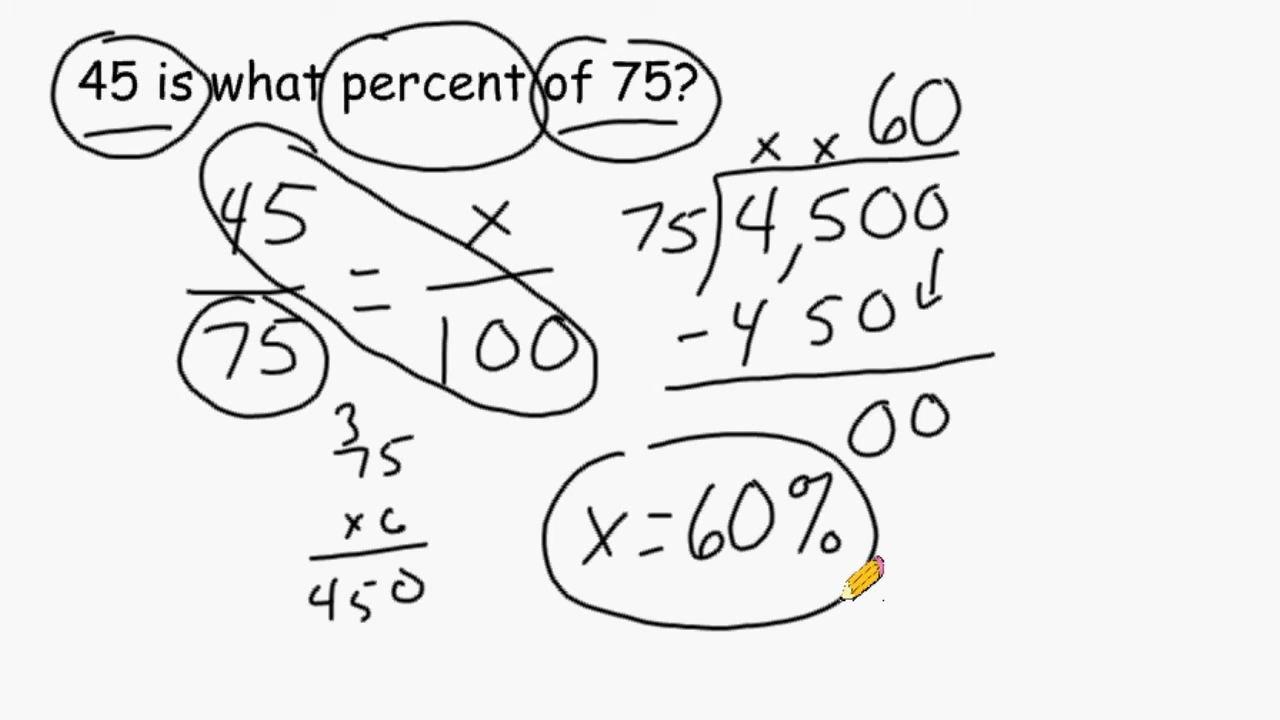 45 is what percent of 75?
45/75 = x/100
3
75
x 6
450
x x 60
75)4,500
- 450
00
x = 60%